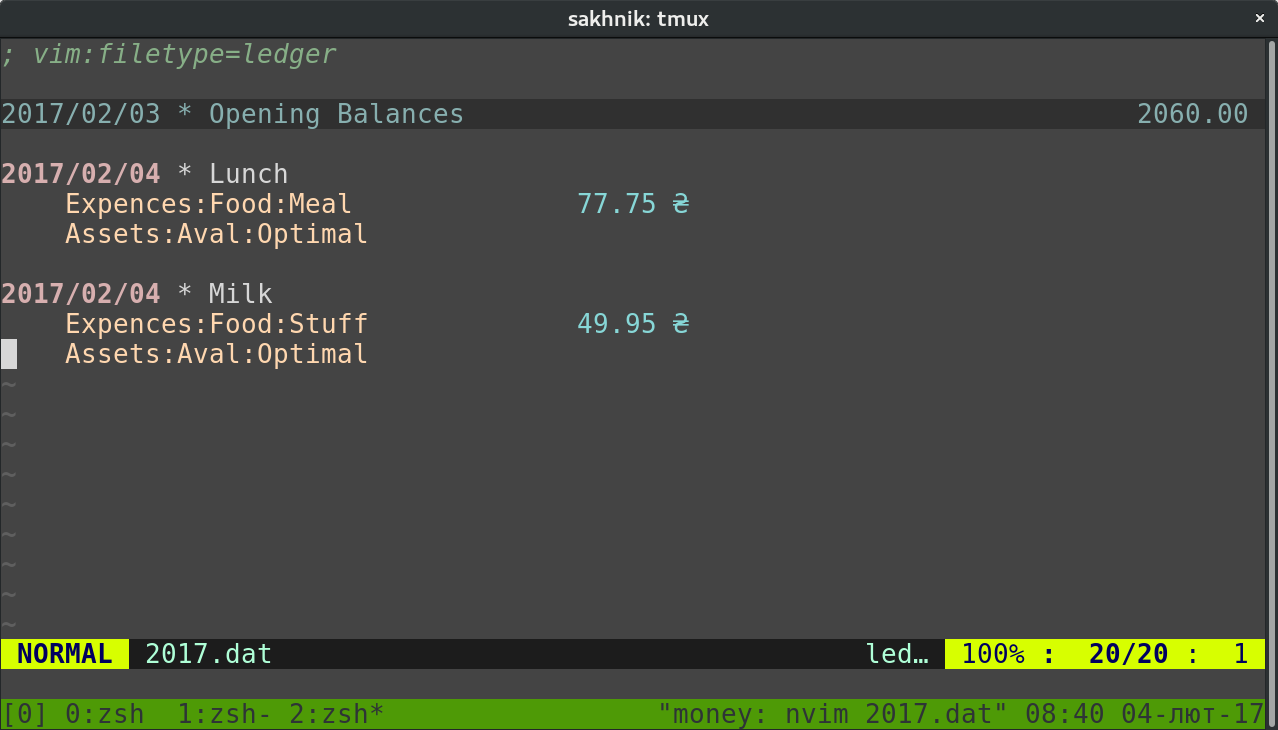 sakhnik: tmux ×
; vim:filetype=ledger
2017/02/03 * Opening Balances 2060.00
2017/02/04 * Lunch
Expences:Food:Meal 77.75 ₴
Assets:Aval:Optimal
2017/02/04 * Milk
Expences:Food:Stuff 49.95 ₴
Assets:Aval:Optimal
~
~
~
~
~
~
~
~
~
NORMAL 2017.dat led… 100% : 20/20 : 1
[0] 0:zsh 1:zsh- 2:zsh* "money: nvim 2017.dat" 08:40 04-лют-17